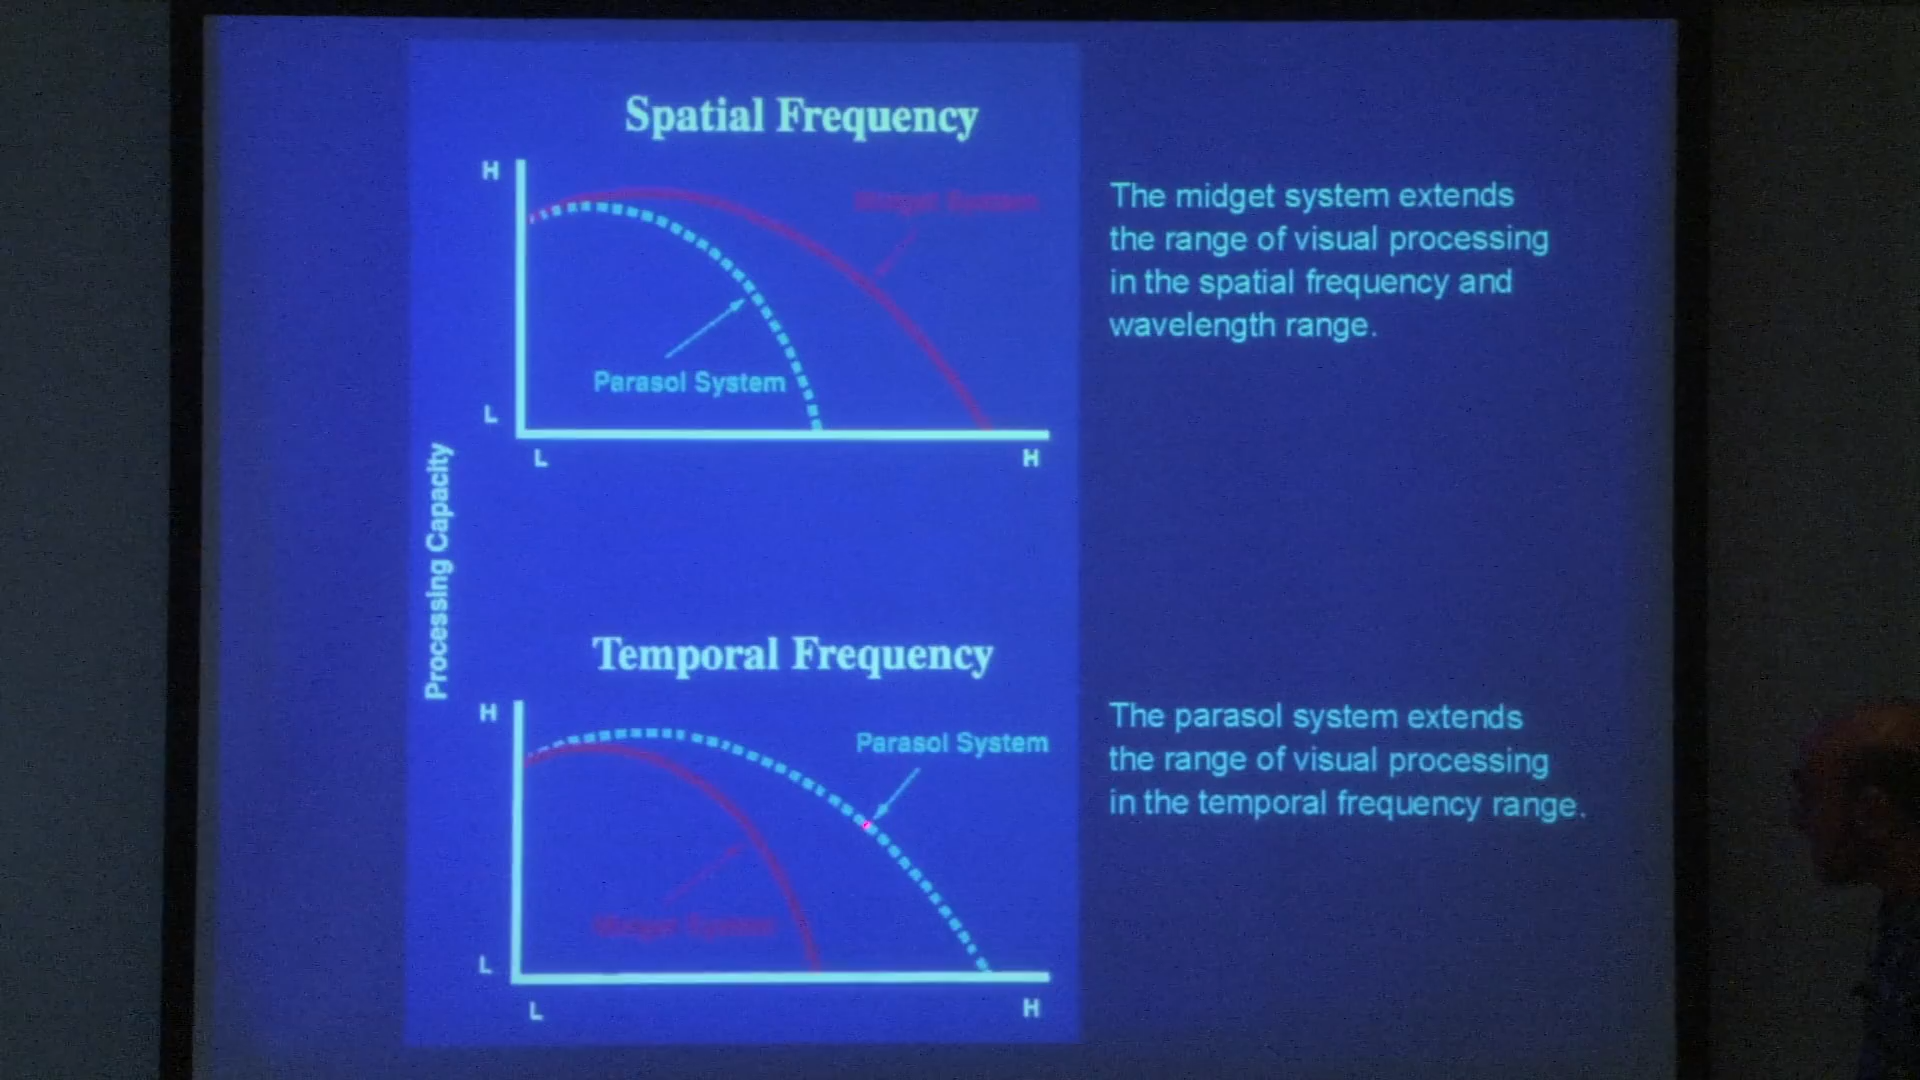 Spatial Frequency
H
Midget System
Parasol System
L
L
H
The midget system extends
the range of visual processing
in the spatial frequency and
wavelength range.
Processing Capacity
Temporal Frequency
H
Parasol System
Midget System
L
L
H
The parasol system extends
the range of visual processing
in the temporal frequency range.